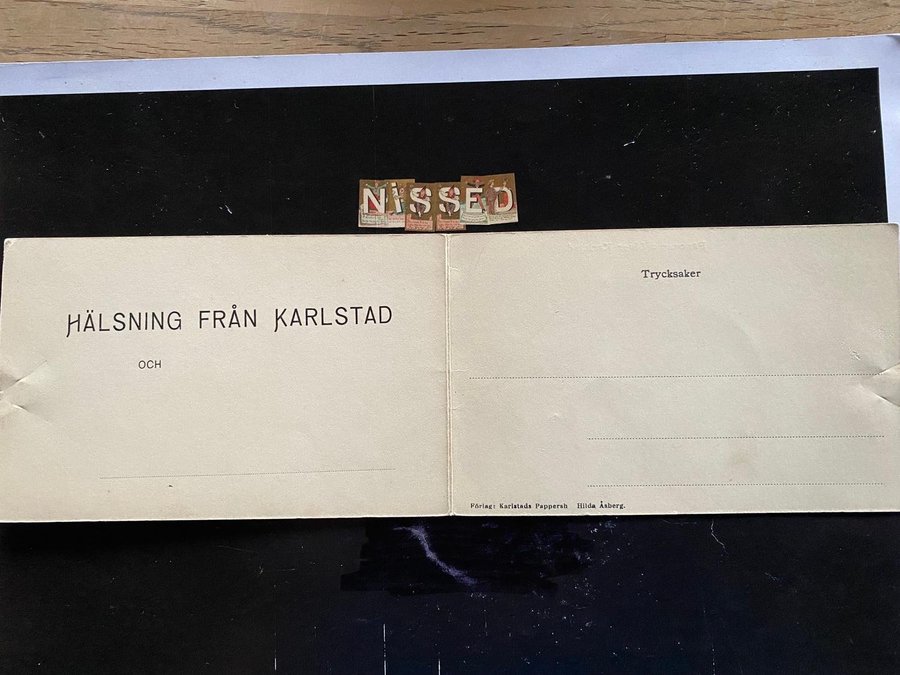 NiSSED
HÄLSNING FRÅN KARLSTAD
OCH
Trycksaker
Förlag: Karlstads Pappersh Hilda Åsberg.